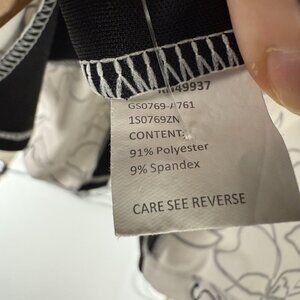 GS0769-A761
1S0769ZN
CONTENT:
91% Polyester
9% Spandex
CARE SEE REVERSE